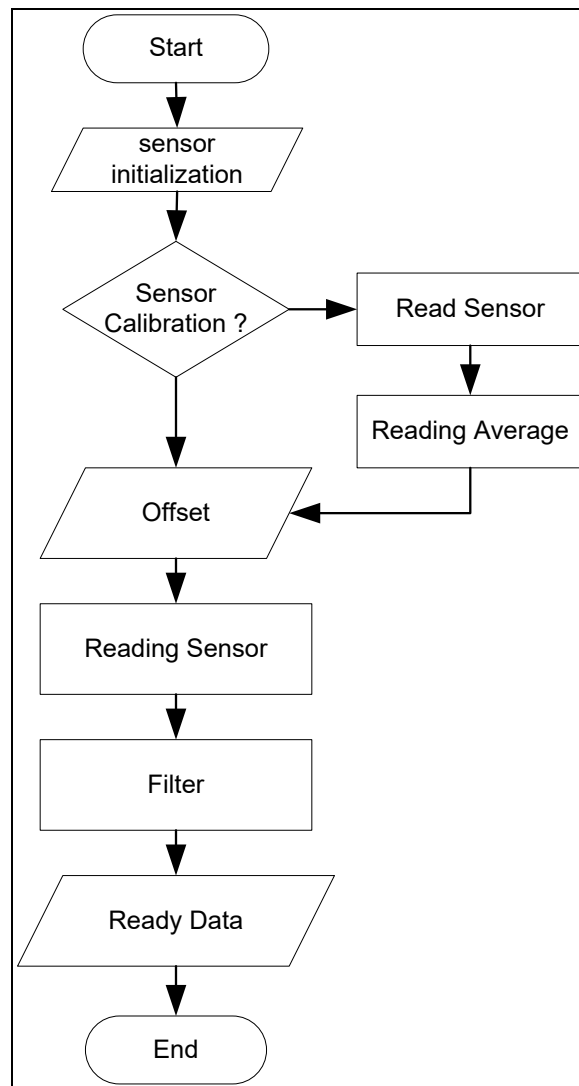 Start
sensor
initialization
Sensor
Calibration ?
Read Sensor
Reading Average
Offset
Reading Sensor
Filter
Ready Data
End